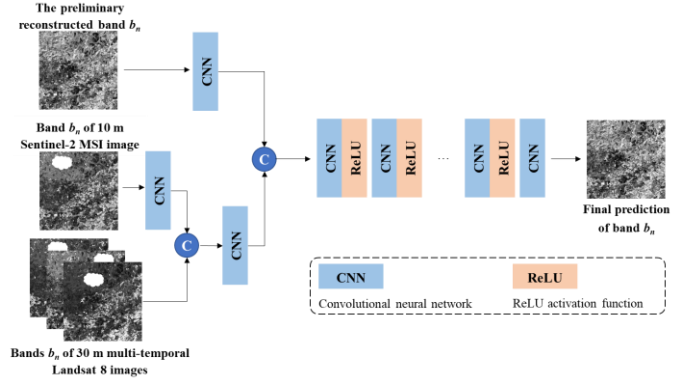 The preliminary
reconstructed band bn
CNN
Band bn of 10 m
Sentinel-2 MSI image
CNN
C
CNN
C
Bands bn of 30 m multi-temporal
Landsat 8 images
CNN
ReLU
CNN
ReLU
...
CNN
ReLU
CNN
Final prediction
of band bn
CNN
ReLU
Convolutional neural network
ReLU activation function